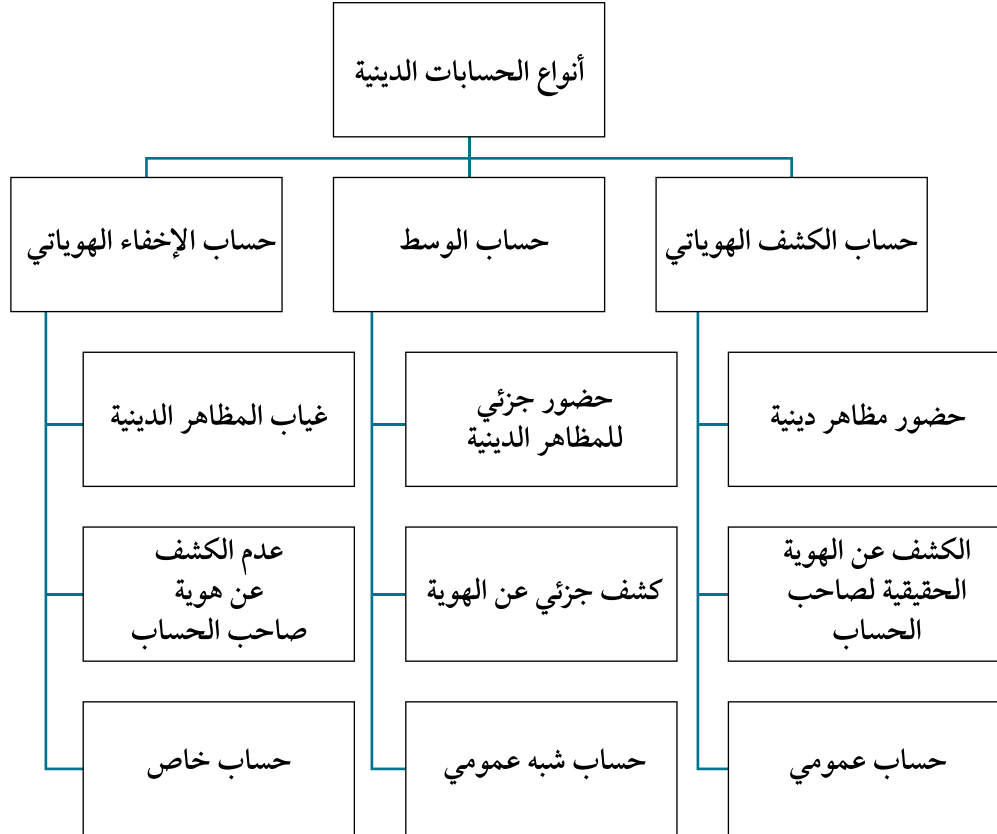 أنواع الحسابات الدينية
حساب الكشف الهوياتي
حساب الوسط
حساب الإخفاء الهوياتي
حضور مظاهر دينية
حضور جزئي
للمظاهر الدينية
غياب المظاهر الدينية
الكشف عن الهوية
الحقيقية لصاحب
الحساب
كشف جزئي عن الهوية
عدم الكشف
عن هوية
صاحب الحساب
حساب عمومي
حساب شبه عمومي
حساب خاص